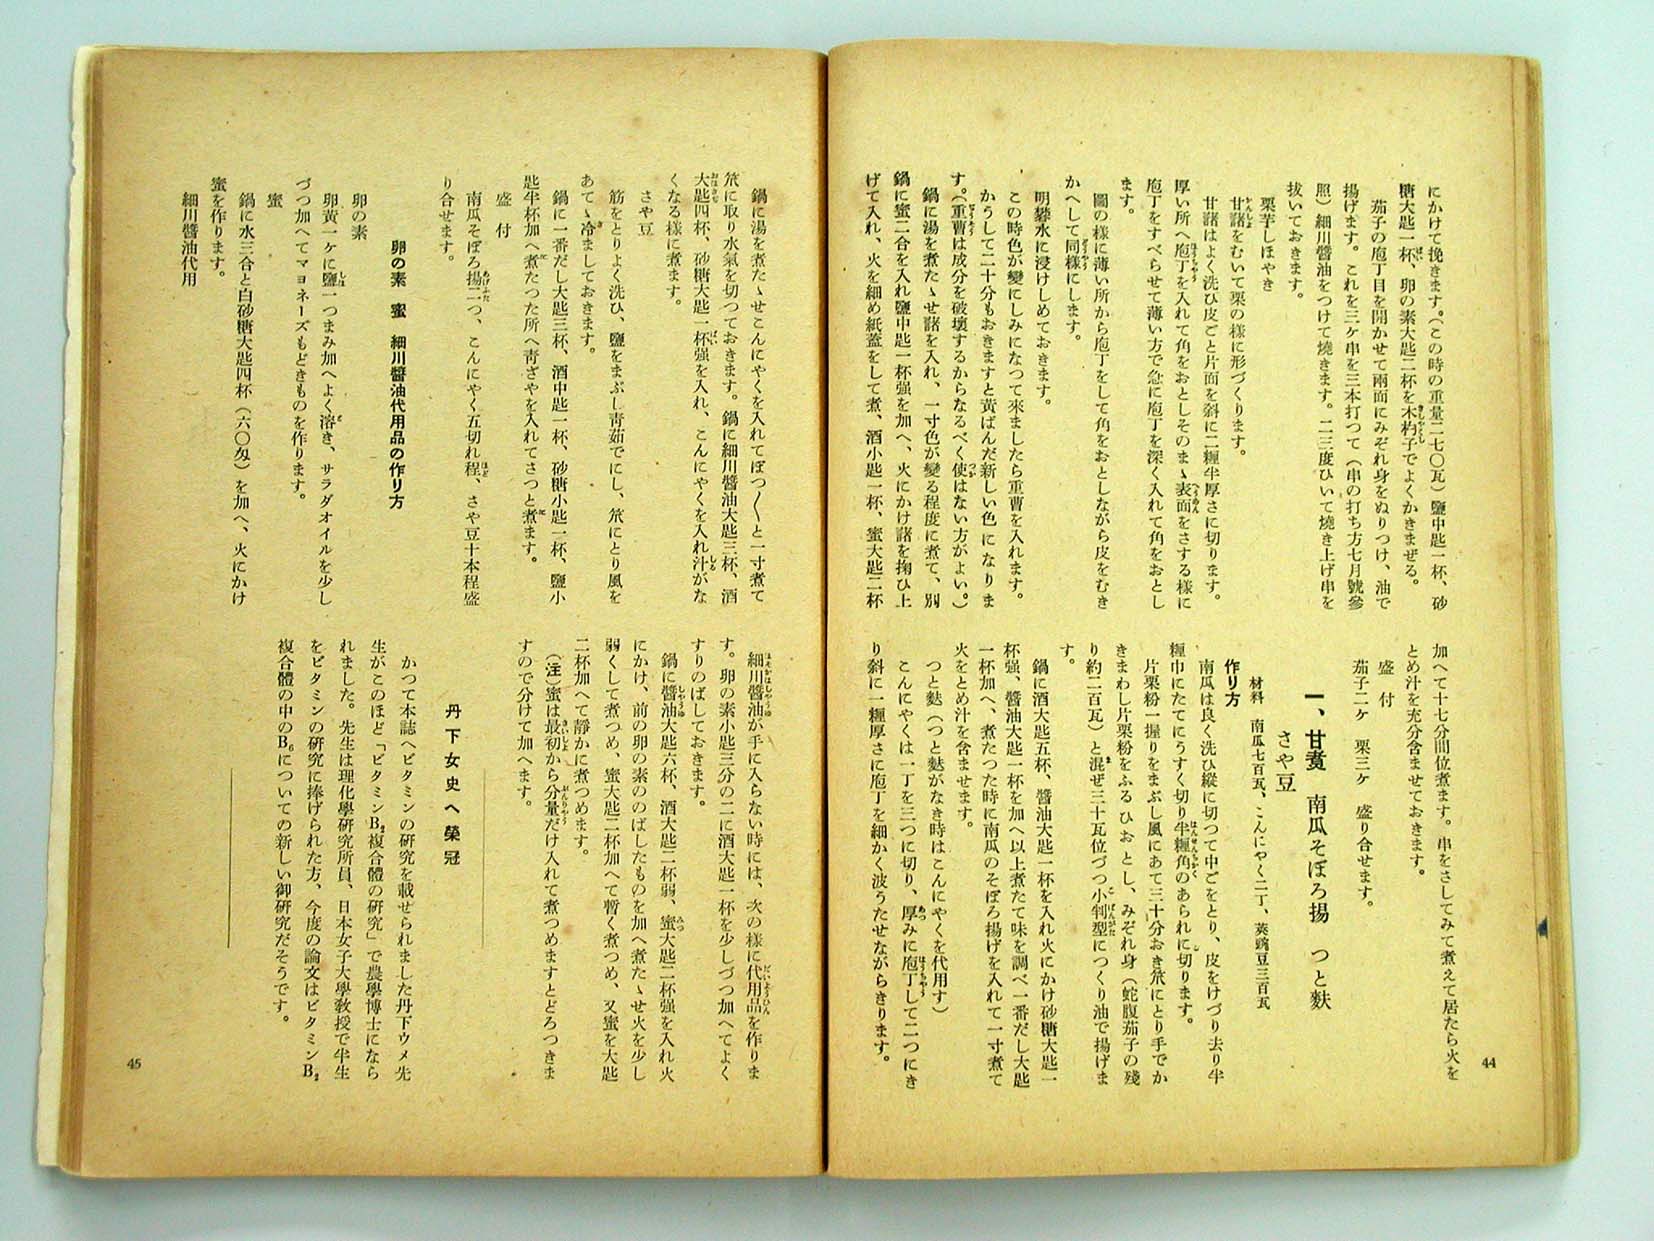 にかけて挽きます。（この時の重量二七〇瓦）鹽中匙一杯、砂
糖大匙一杯、卵の素大匙二杯を木杓子でよくかきまぜる。
茄子の庖丁目を開かせて兩面にみぞれ身をぬりつけ、油で
揚げます。これを三ヶ串を三本打つて（串の打ち方七月號參
照）細川醬油をつけて燒きます。二三度ひいて燒き上げ串を
拔いておきます。
栗芋しほやき
甘藷をむいて栗の樣に形づくります。
甘藷はよく洗ひ皮ごと片面を斜に二糎半厚さに切ります。
厚い所へ庖丁を入れて角をおとしそのまゝ表面をさする樣に
庖丁をすべらせて薄い方で急に庖丁を深く入れて角をおとし
ます。
圖の樣に薄い所から庖丁をして角をおとしながら皮をむき
かへして同樣にします。
明礬水に浸けしめておきます。
この時色が變にしみになつて來ましたら重曹を入れます。
かうして二十分もおきますと黃ばんだ新しい色になりま
す。（重曹は成分を破壞するからなるべく使はない方がよい。）
鍋に湯を煮たゝせ藷を入れ、一寸色が變る程度に煮て、別
鍋に蜜二合を入れ鹽中匙一杯強を加へ、火にかけ藷を掬ひ上
げて入れ、火を細め紙蓋をして煮、酒小匙一杯、蜜大匙二杯
加へて十七分間位煮ます。串をさしてみて煮えて居たら火を
とめ汁を充分含ませておきます。
盛付
茄子二ヶ　栗三ヶ　盛り合せます。
一、甘煮　南瓜そぼろ揚　つと麩
さや豆
材料　南瓜七百瓦、こんにやく二丁、莢豌豆三百瓦
作り方
南瓜は良く洗ひ縱に切つて中ごをとり、皮をけづり去り半
糎巾にたてにうすく切り半糎角のあられに切ります。
片栗粉一握りをまぶし風にあて三十分おき笊にとり手でか
きまわし片栗粉をふるひおとし、みぞれ身（蛇腹茄子の殘
り約二百瓦）と混ぜ三十瓦位づつ小判型につくり油で揚げま
す。
鍋に酒大匙五杯、醬油大匙一杯を入れ火にかけ砂糖大匙一
杯強、醬油大匙一杯を加へ以上煮たて味を調べ一番だし大匙
一杯加へ、煮たつた時に南瓜のそぼろ揚げを入れて一寸煮て
火をとめ汁を含ませます。
つと麩（つと麩がなき時はこんにやくを代用す）
こんにやくは一丁を三つに切り、厚みに庖丁して二つにき
り斜に一糎厚さに庖丁を細かく波うたせながらきります。
44
鍋に湯を煮たゝせこんにやくを入れてぽつ〱と一寸煮て
笊に取り水氣を切つておきます。鍋に細川醬油大匙三杯、酒
大匙四杯、砂糖大匙一杯強を入れ、こんにやくを入れ汁がな
くなる樣に煮ます。
さや豆
筋をとりよく洗ひ、鹽をまぶし靑茹でにし、笊にとり風を
あてゝ冷ましておきます。
鍋に一番だし大匙三杯、酒中匙一杯、砂糖小匙一杯、鹽小
匙半杯加へ煮たつた所へ靑ざやを入れてさつと煮ます。
盛付
南瓜そぼろ揚二つ、こんにやく五切れ程、さや豆十本程盛
り合せます。
卵の素　蜜　細川醬油代用品の作り方
卵の素
卵黃一ヶに鹽一つまみ加へよく溶き、サラダオイルを少し
づつ加へてマヨネーズもどきものを作ります。
蜜
鍋に水三合と白砂糖大匙四杯（六〇匁）を加へ、火にかけ
蜜を作ります。
細川醬油代用
細川醬油が手に入らない時には、次の樣に代用品を作りま
す。卵の素小匙三分の二に酒大匙一杯を少しづつ加へてよく
すりのばしておきます。
鍋に醬油大匙六杯、酒大匙二杯弱、蜜大匙二杯強を入れ火
にかけ、前の卵の素ののばしたものを加へ煮たゝせ火を少し
弱くして煮つめ、蜜大匙二杯加へて暫く煮つめ、又蜜を大匙
二杯加へて靜かに煮つめます。
（注）蜜は最初から分量だけ入れて煮つめますとどろつきま
すので分けて加へます。
丹下女史へ榮冠
かつて本誌へビタミンの硏究を載せられました丹下ウメ先
生がこのほど「ビタミンB₂複合體の硏究」で農學博士になら
れました。先生は理化學硏究所員、日本女子大學敎授で半生
をビタミンの硏究に捧げられた方、今度の論文はビタミンB₂
複合體の中のB₆についての新しい御硏究だそうです。
45